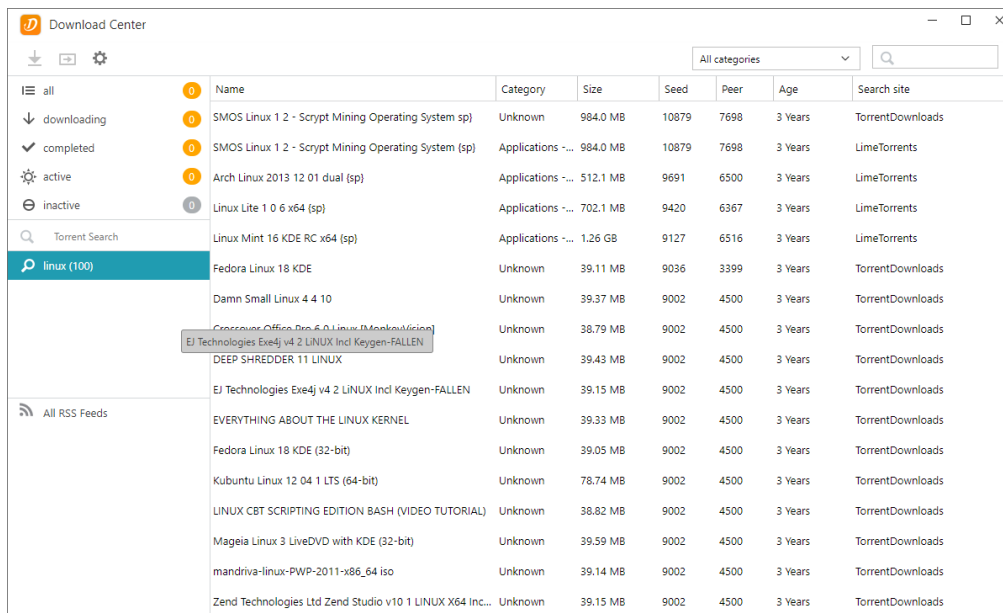 Download Center
All categories
all 0
downloading 0
completed 0
active 0
inactive 0
Torrent Search
linux (100)
All RSS Feeds
Name Category Size Seed Peer Age Search site
SMOS Linux 1 2 - Scrypt Mining Operating System sp} Unknown 984.0 MB 10879 7698 3 Years TorrentDownloads
SMOS Linux 1 2 - Scrypt Mining Operating System {sp} Applications -... 984.0 MB 10879 7698 3 Years LimeTorrents
Arch Linux 2013 12 01 dual {sp} Applications -... 512.1 MB 9691 6500 3 Years LimeTorrents
Linux Lite 1 0 6 x64 {sp} Applications -... 702.1 MB 9420 6367 3 Years LimeTorrents
Linux Mint 16 KDE RC x64 {sp} Applications -... 1.26 GB 9127 6516 3 Years LimeTorrents
Fedora Linux 18 KDE Unknown 39.11 MB 9036 3399 3 Years TorrentDownloads
Damn Small Linux 4 4 10 Unknown 39.37 MB 9002 4500 3 Years TorrentDownloads
Crossover Office Pro 6 0 Linux [MonkeyVision] Unknown 38.79 MB 9002 4500 3 Years TorrentDownloads
EJ Technologies Exe4j v4 2 LiNUX Incl Keygen-FALLEN
DEEP SHREDDER 11 LINUX Unknown 39.43 MB 9002 4500 3 Years TorrentDownloads
EJ Technologies Exe4j v4 2 LiNUX Incl Keygen-FALLEN Unknown 39.15 MB 9002 4500 3 Years TorrentDownloads
EVERYTHING ABOUT THE LINUX KERNEL Unknown 39.33 MB 9002 4500 3 Years TorrentDownloads
Fedora Linux 18 KDE (32-bit) Unknown 39.05 MB 9002 4500 3 Years TorrentDownloads
Kubuntu Linux 12 04 1 LTS (64-bit) Unknown 78.74 MB 9002 4500 3 Years TorrentDownloads
LINUX CBT SCRIPTING EDITION BASH (VIDEO TUTORIAL) Unknown 38.82 MB 9002 4500 3 Years TorrentDownloads
Mageia Linux 3 LiveDVD with KDE (32-bit) Unknown 39.59 MB 9002 4500 3 Years TorrentDownloads
mandriva-linux-PWP-2011-x86_64 iso Unknown 39.14 MB 9002 4500 3 Years TorrentDownloads
Zend Technologies Ltd Zend Studio v10 1 LINUX X64 Inc... Unknown 39.15 MB 9002 4500 3 Years TorrentDownloads